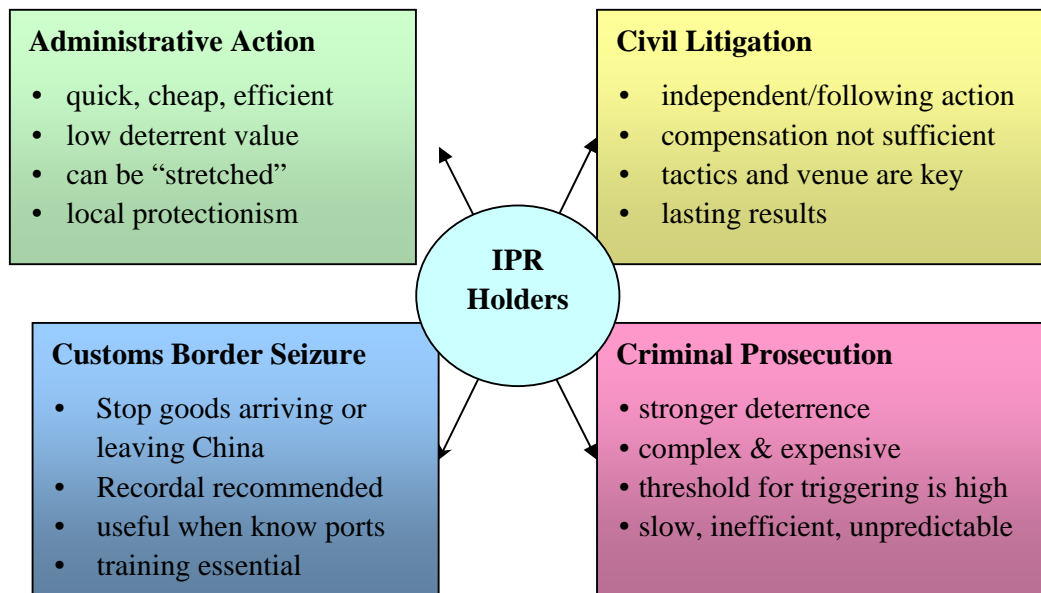 Administrative Action
• quick, cheap, efficient
• low deterrent value
• can be “stretched”
• local protectionism
Civil Litigation
• independent/following action
• compensation not sufficient
• tactics and venue are key
• lasting results
IPR
Holders
Customs Border Seizure
• Stop goods arriving or
leaving China
• Recordal recommended
• useful when know ports
• training essential
Criminal Prosecution
• stronger deterrence
• complex & expensive
• threshold for triggering is high
• slow, inefficient, unpredictable